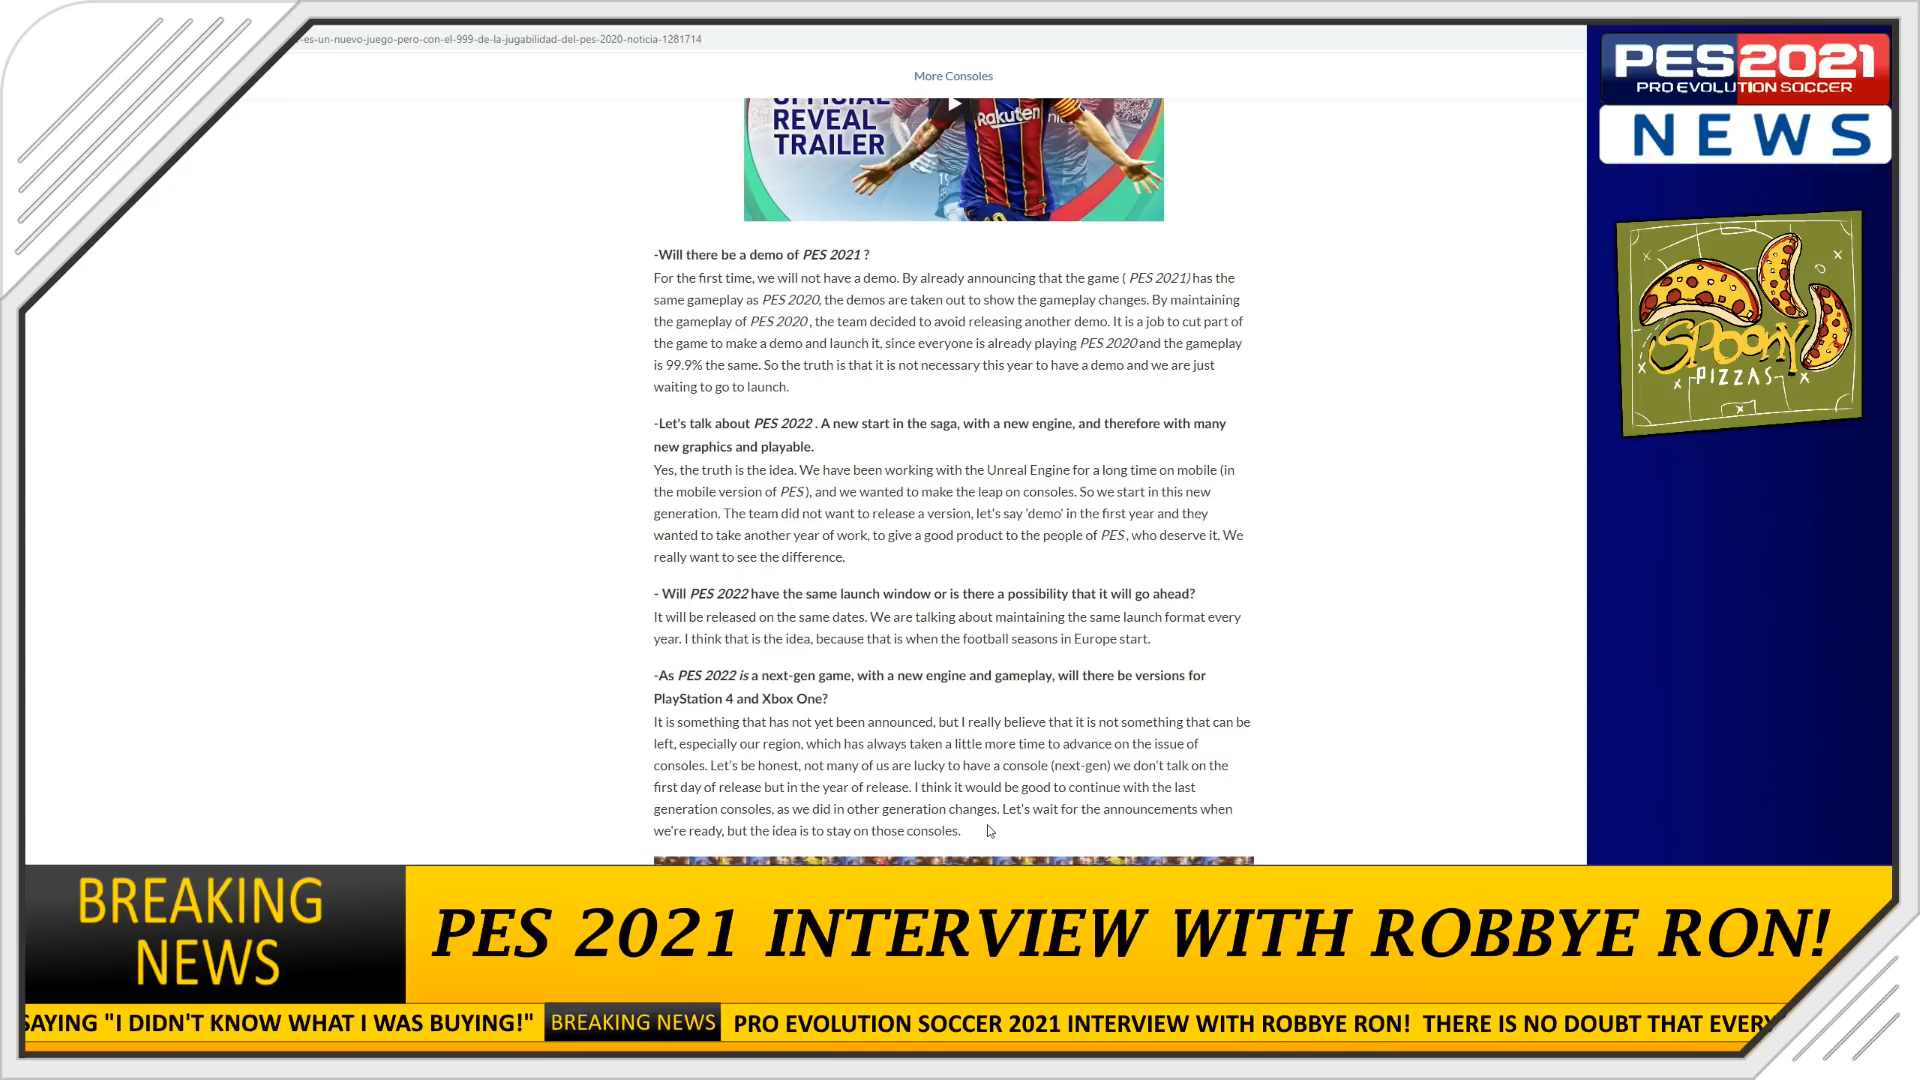 -es-un-nuevo-juego-pero-con-el-999-de-la-jugabilidad-del-pes-2020-noticia-1281714
More Consoles
OFFICIAL
REVEAL
TRAILER
Rakuten
-Will there be a demo of PES 2021 ?
For the first time, we will not have a demo. By already announcing that the game ( PES 2021) has the
same gameplay as PES 2020, the demos are taken out to show the gameplay changes. By maintaining
the gameplay of PES 2020 , the team decided to avoid releasing another demo. It is a job to cut part of
the game to make a demo and launch it, since everyone is already playing PES 2020 and the gameplay
is 99.9% the same. So the truth is that it is not necessary this year to have a demo and we are just
waiting to go to launch.
-Let's talk about PES 2022 . A new start in the saga, with a new engine, and therefore with many
new graphics and playable.
Yes, the truth is the idea. We have been working with the Unreal Engine for a long time on mobile (in
the mobile version of PES ), and we wanted to make the leap on consoles. So we start in this new
generation. The team did not want to release a version, let's say 'demo' in the first year and they
wanted to take another year of work, to give a good product to the people of PES , who deserve it. We
really want to see the difference.
- Will PES 2022 have the same launch window or is there a possibility that it will go ahead?
It will be released on the same dates. We are talking about maintaining the same launch format every
year. I think that is the idea, because that is when the football seasons in Europe start.
-As PES 2022 is a next-gen game, with a new engine and gameplay, will there be versions for
PlayStation 4 and Xbox One?
It is something that has not yet been announced, but I really believe that it is not something that can be
left, especially our region, which has always taken a little more time to advance on the issue of
consoles. Let's be honest, not many of us are lucky to have a console (next-gen) we don't talk on the
first day of release but in the year of release. I think it would be good to continue with the last
generation consoles, as we did in other generation changes. Let's wait for the announcements when
we're ready, but the idea is to stay on those consoles.
PES2021
PRO EVOLUTION SOCCER
NEWS
SPOONY
PIZZAS
BREAKING
NEWS
PES 2021 INTERVIEW WITH ROBBYE RON!
SAYING "I DIDN'T KNOW WHAT I WAS BUYING!" BREAKING NEWS PRO EVOLUTION SOCCER 2021 INTERVIEW WITH ROBBYE RON! THERE IS NO DOUBT THAT EVERY